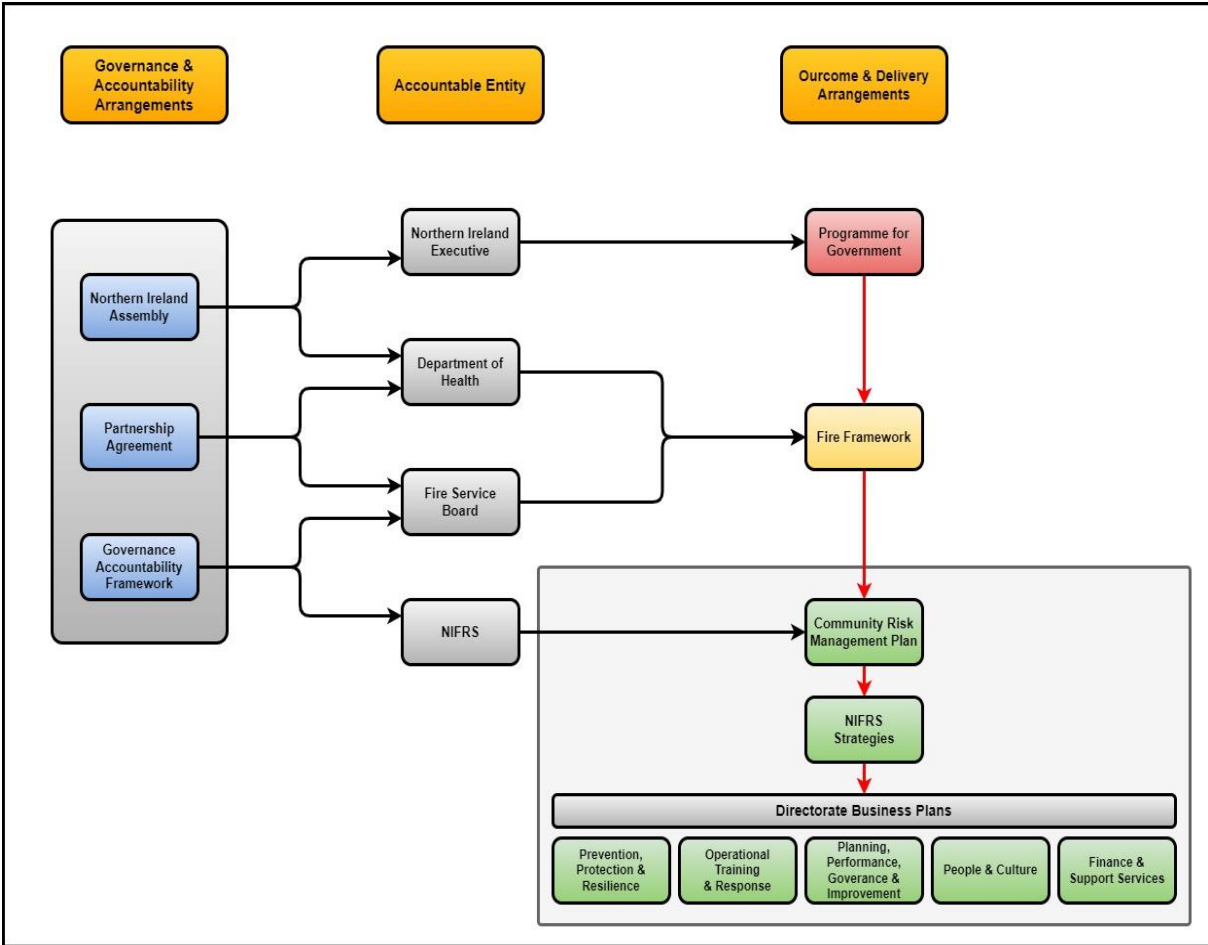 Governance &
Accountability
Arrangements
Accountable Entity
Ourcome & Delivery
Arrangements
Northern Ireland
Executive
Programme for
Government
Northern Ireland
Assembly
Department of
Health
Partnership
Agreement
Fire Framework
Fire Service
Board
Governance
Accountability
Framework
NIFRS
Community Risk
Management Plan
NIFRS
Strategies
Directorate Business Plans
Prevention,
Protection &
Resilience
Operational
Training
& Response
Planning,
Performance,
Goverance &
Improvement
People & Culture
Finance &
Support Services